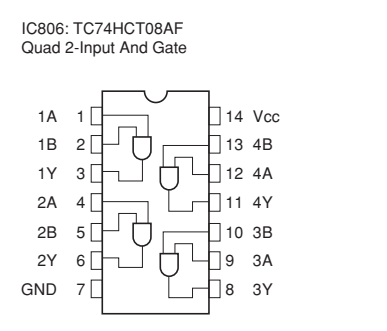 IC806: TC74HCT08AF
Quad 2-Input And Gate
1A 1 14 Vcc
1B 2 13 4B
1Y 3 12 4A
2A 4 11 4Y
2B 5 10 3B
2Y 6 9 3A
GND 7 8 3Y